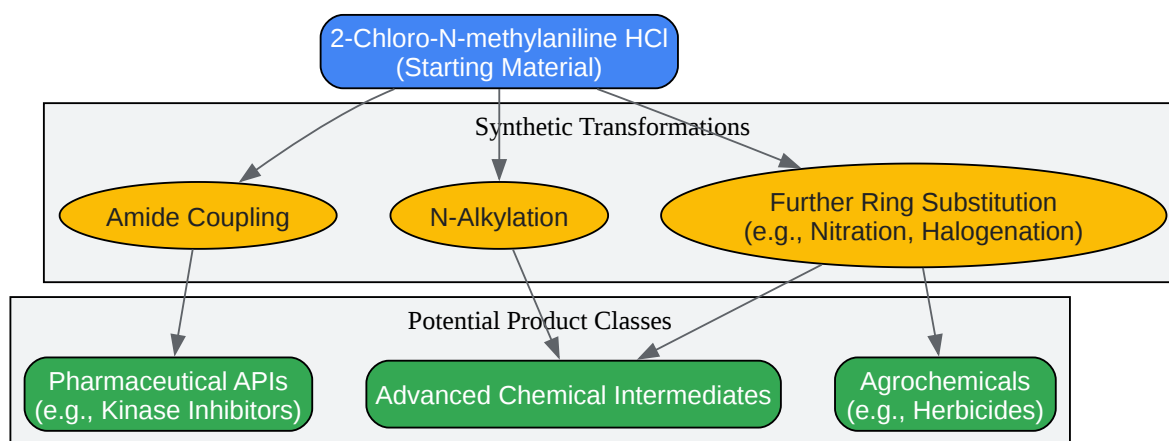 2-Chloro-N-methylaniline HCl
(Starting Material)
Synthetic Transformations
Amide Coupling
N-Alkylation
Further Ring Substitution
(e.g., Nitration, Halogenation)
Potential Product Classes
Pharmaceutical APIs
(e.g., Kinase Inhibitors)
Advanced Chemical Intermediates
Agrochemicals
(e.g., Herbicides)